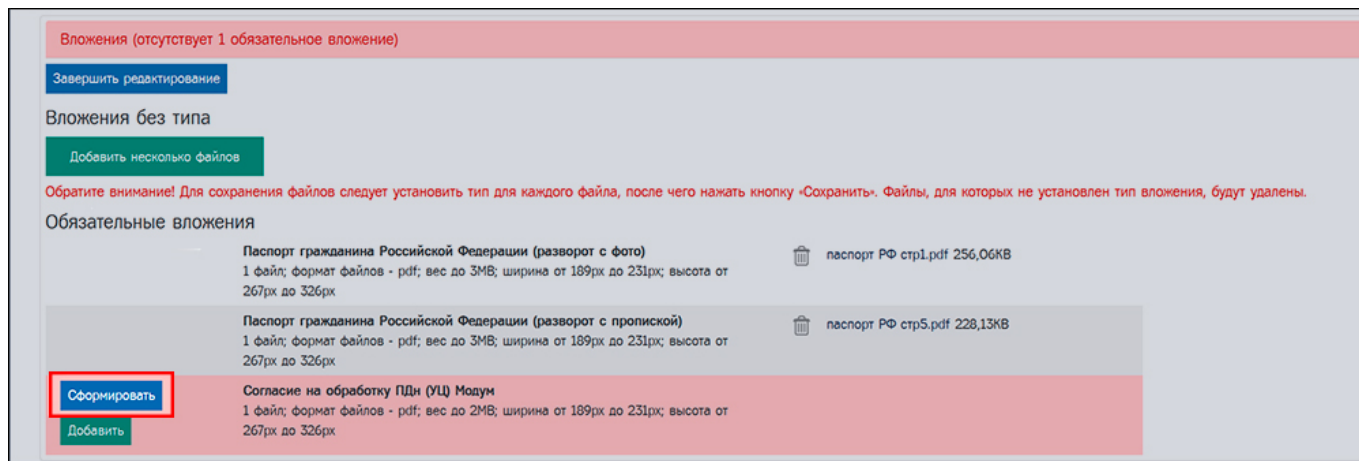 Вложения (отсутствует 1 обязательное вложение)
Завершить редактирование
Вложения без типа
Добавить несколько файлов
Обратите внимание! Для сохранения файлов следует установить тип для каждого файла, после чего нажать кнопку «Сохранить». Файлы, для которых не установлен тип вложения, будут удалены.
Обязательные вложения
Паспорт гражданина Российской Федерации (разворот с фото)
1 файл; формат файлов - pdf; вес до 3MB; ширина от 189px до 231px; высота от
267px до 326px
паспорт РФ стр1.pdf 256,06KB
Паспорт гражданина Российской Федерации (разворот с пропиской)
1 файл; формат файлов - pdf; вес до 3MB; ширина от 189px до 231px; высота от
267px до 326px
паспорт РФ стр5.pdf 228,13KB
Сформировать
Добавить
Согласие на обработку ПДн (УЦ) Модум
1 файл; формат файлов - pdf; вес до 2MB; ширина от 189px до 231px; высота от
267px до 326px